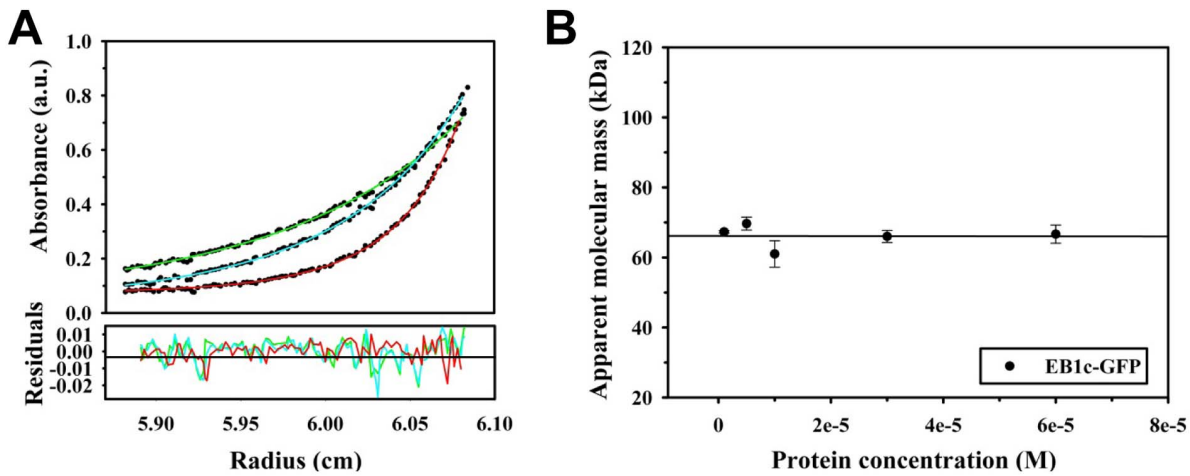 A
Absorbance (a.u.)
1.0
0.8
0.6
0.4
0.2
0.0
Residuals
0.01
0.00
-0.01
-0.02
5.90
5.95
6.00
6.05
6.10
Radius (cm)
B
Apparent molecular mass (kDa)
120
100
80
60
40
20
EB1c-GFP
0
2e-5
4e-5
6e-5
8e-5
Protein concentration (M)